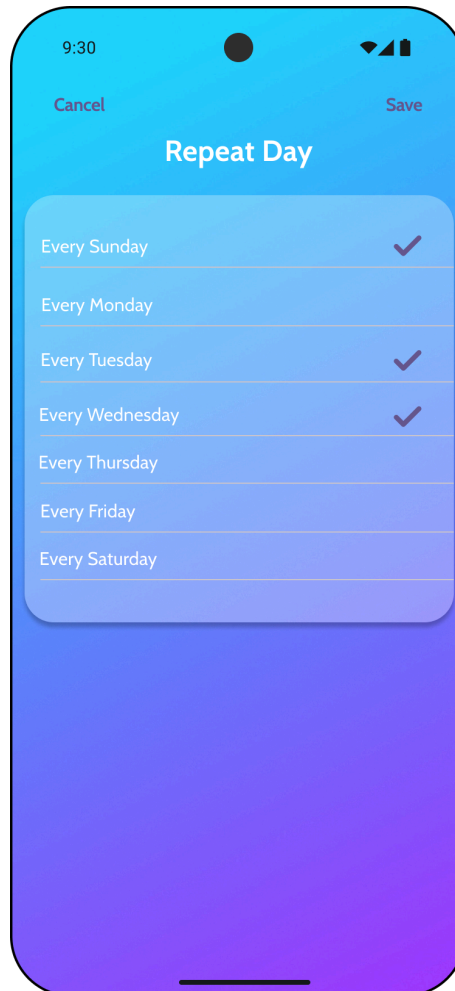 9:30
Cancel Save
Repeat Day
Every Sunday
Every Monday
Every Tuesday
Every Wednesday
Every Thursday
Every Friday
Every Saturday